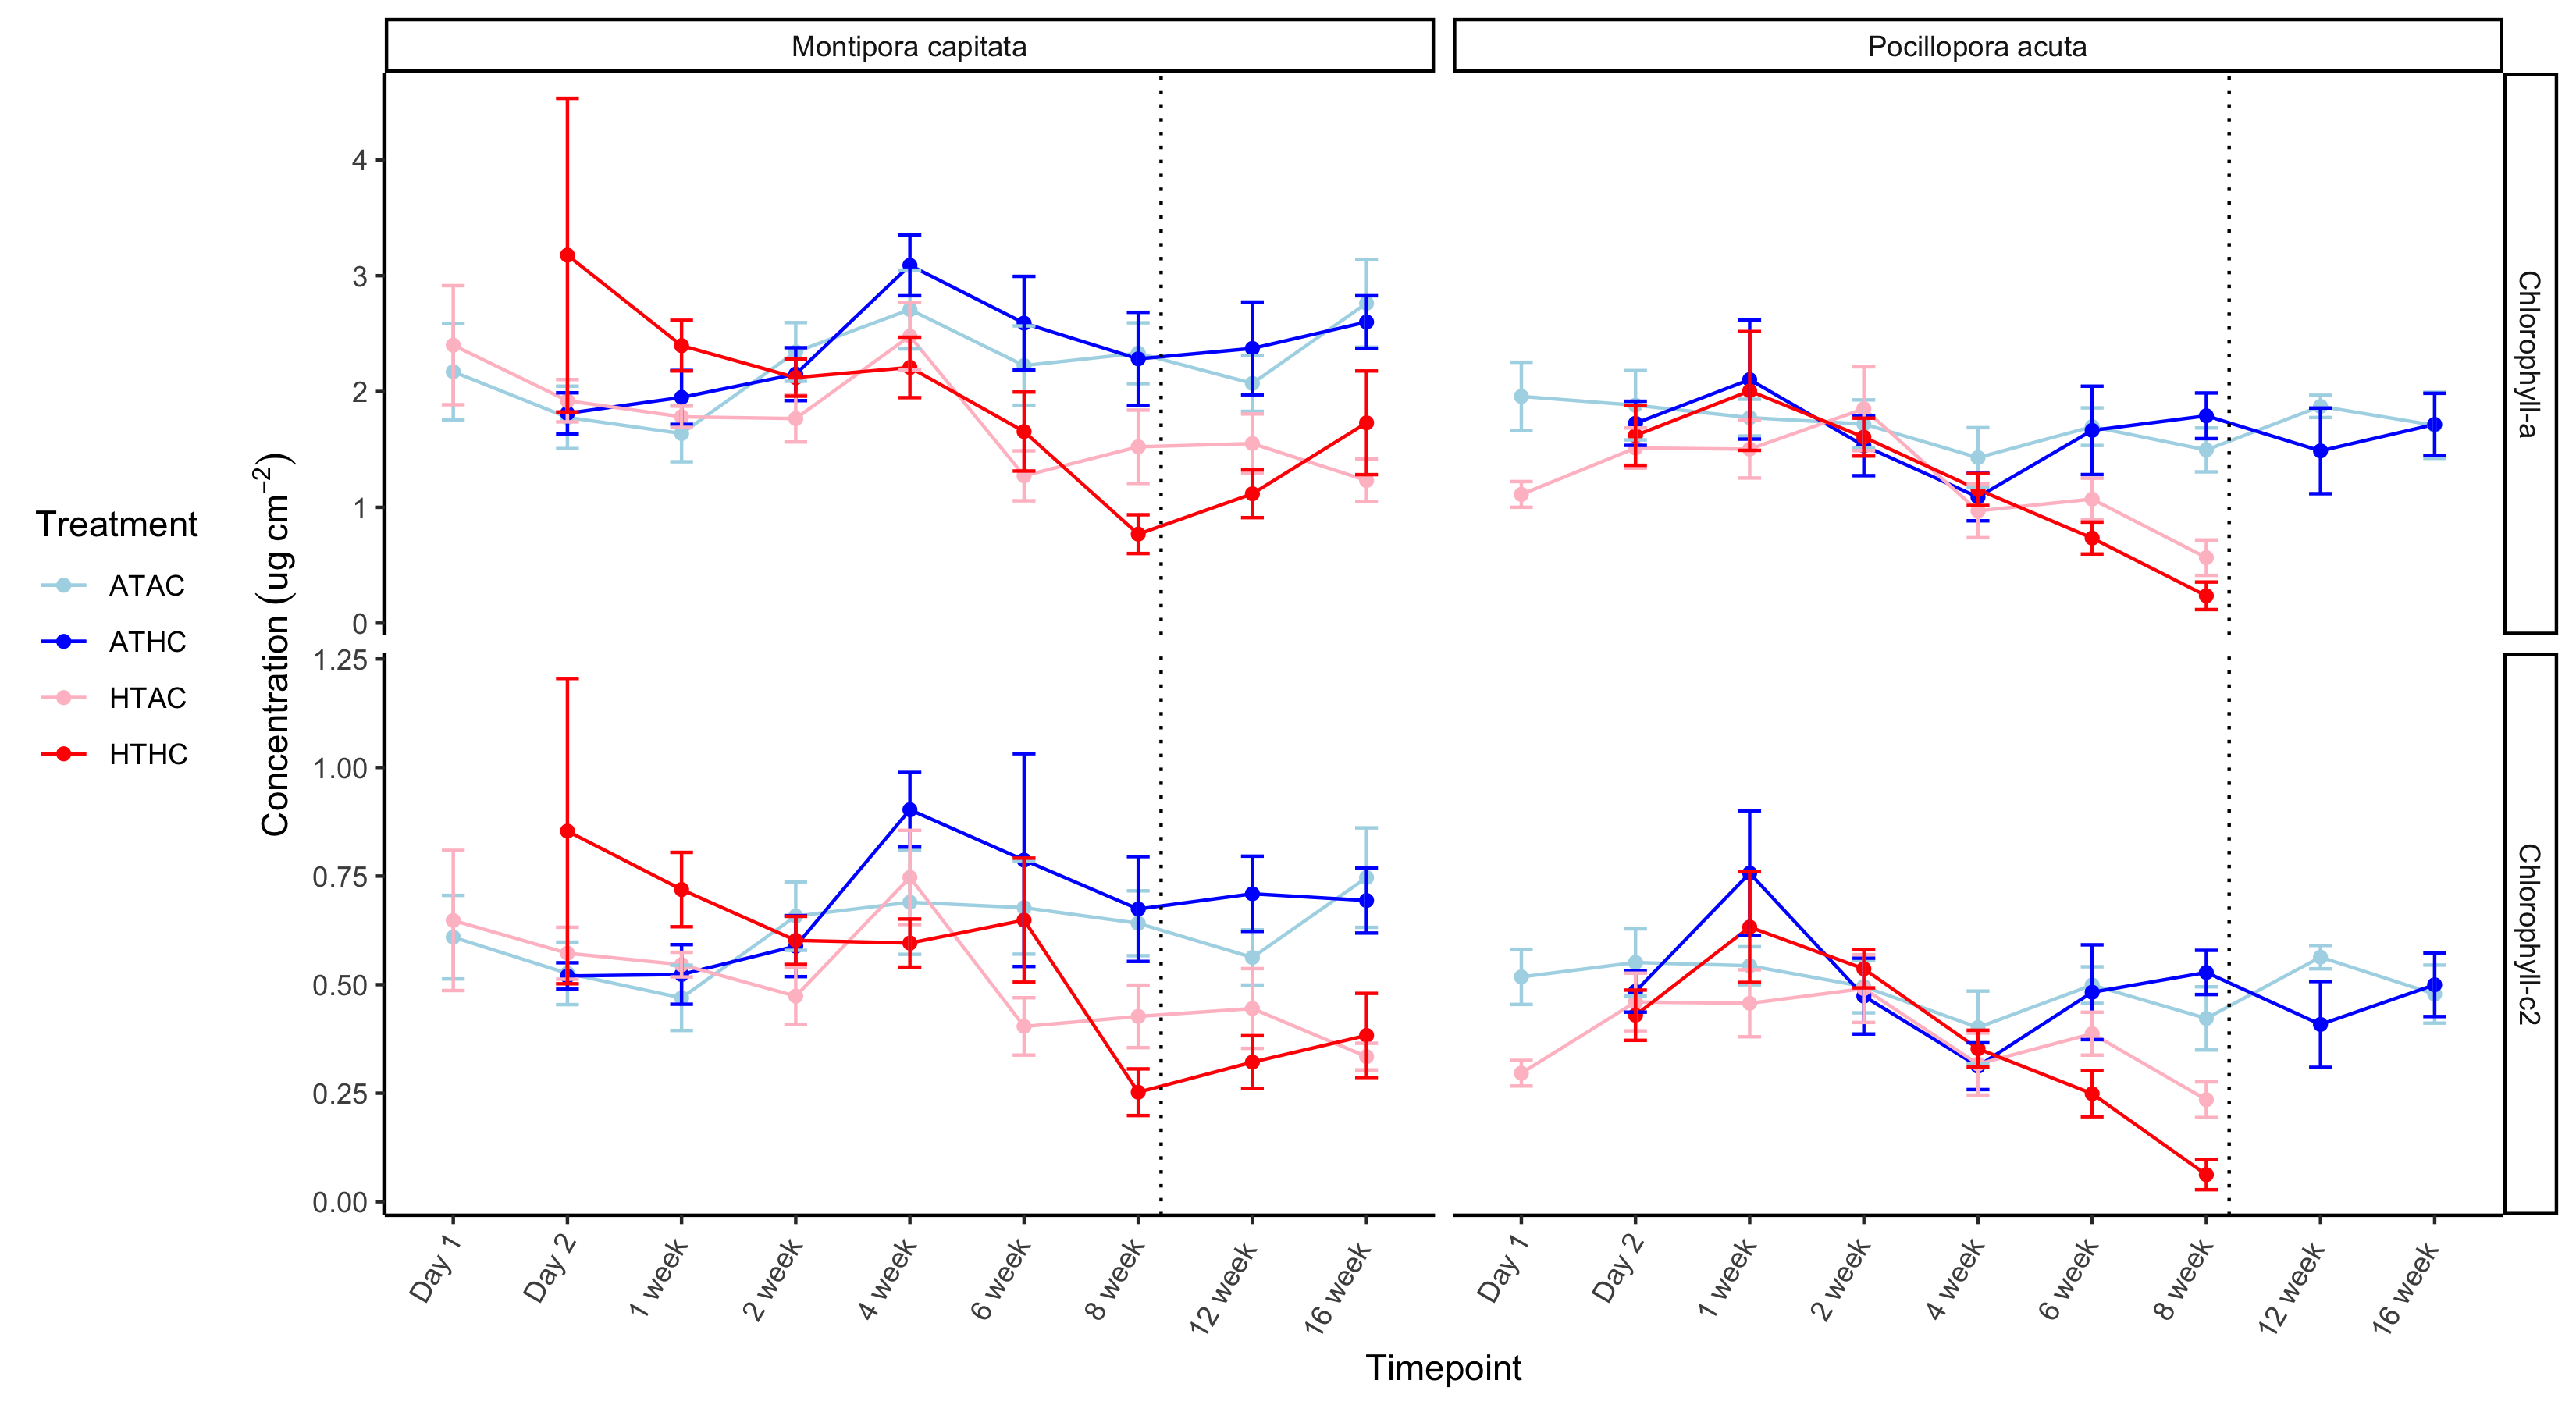 Montipora capitata
Pocillopora acuta
Chlorophyll-a
Chlorophyll-c2
Concentration (ug cm⁻²)
4
3
2
1
0
1.25
1.00
0.75
0.50
0.25
0.00
Treatment
ATAC
ATHC
HTAC
HTHC
Day 1
Day 2
1 week
2 week
4 week
6 week
8 week
12 week
16 week
Day 1
Day 2
1 week
2 week
4 week
6 week
8 week
12 week
16 week
Timepoint